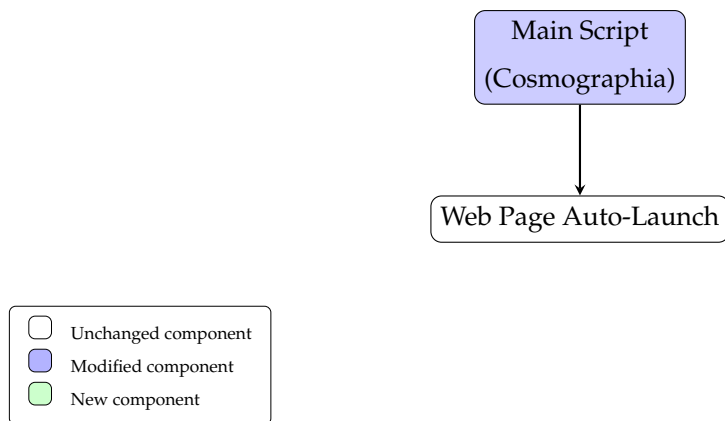 Main Script
(Cosmographia)
Web Page Auto-Launch
Unchanged component
Modified component
New component